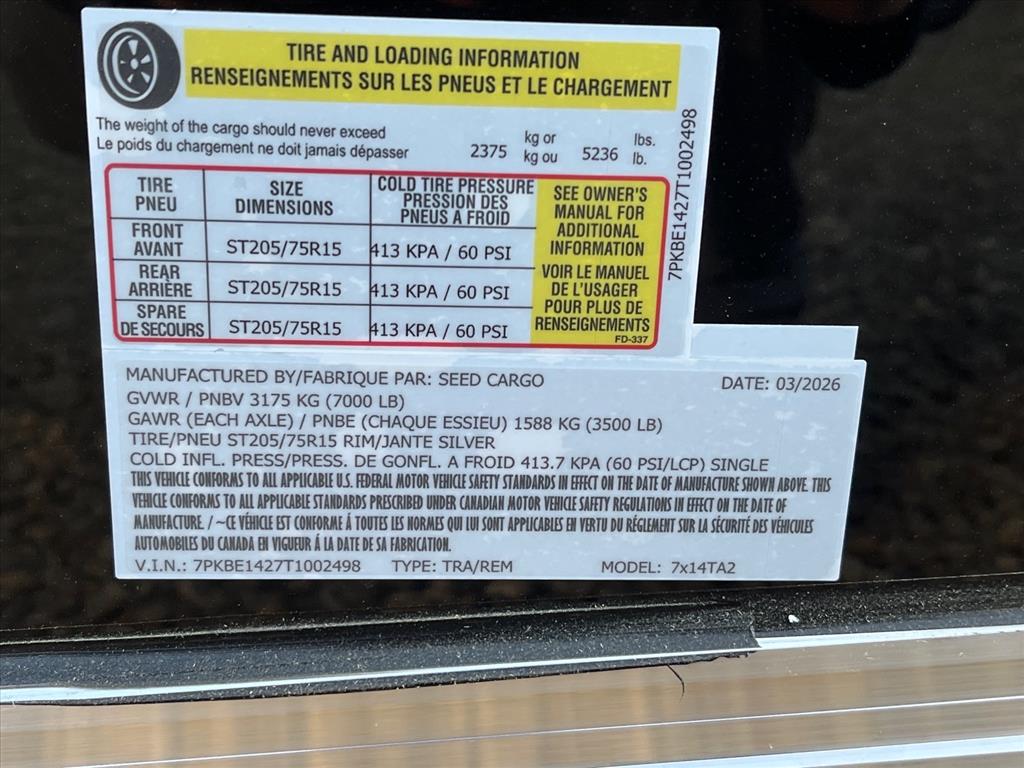 TIRE AND LOADING INFORMATION
RENSEIGNEMENTS SUR LES PNEUS ET LE CHARGEMENT
The weight of the cargo should never exceed
Le poids du chargement ne doit jamais dépasser
2375 kg or 5236 lbs.
kg ou lb.
TIRE PNEU
SIZE DIMENSIONS
COLD TIRE PRESSURE
PRESSION DES
PNEUS A FROID
FRONT AVANT ST205/75R15 413 KPA / 60 PSI
REAR ARRIÈRE ST205/75R15 413 KPA / 60 PSI
SPARE DE SECOURS ST205/75R15 413 KPA / 60 PSI
SEE OWNER'S
MANUAL FOR
ADDITIONAL
INFORMATION
VOIR LE MANUEL
DE L'USAGER
POUR PLUS DE
RENSEIGNEMENTS
FD-337
7PKBE1427T1002498
MANUFACTURED BY/FABRIQUE PAR: SEED CARGO DATE: 03/2026
GVWR / PNBV 3175 KG (7000 LB)
GAWR (EACH AXLE) / PNBE (CHAQUE ESSIEU) 1588 KG (3500 LB)
TIRE/PNEU ST205/75R15 RIM/JANTE SILVER
COLD INFL. PRESS/PRESS. DE GONFL. A FROID 413.7 KPA (60 PSI/LCP) SINGLE
THIS VEHICLE CONFORMS TO ALL APPLICABLE U.S. FEDERAL MOTOR VEHICLE SAFETY STANDARDS IN EFFECT ON THE DATE OF MANUFACTURE SHOWN ABOVE. THIS
VEHICLE CONFORMS TO ALL APPLICABLE STANDARDS PRESCRIBED UNDER CANADIAN MOTOR VEHICLE SAFETY REGULATIONS IN EFFECT ON THE DATE OF
MANUFACTURE. / ~CE VÉHICLE EST CONFORME Á TOUTES LES NORMES QUI LUI SONT APPLICABLES EN VERTU DU RÉGLEMENT SUR LA SÉCURITÉ DES VÉHICULES
AUTOMOBILES DU CANADA EN VIGUEUR Á LA DATE DE SA FABRICATION.
V.I.N.: 7PKBE1427T1002498 TYPE: TRA/REM MODEL: 7x14TA2